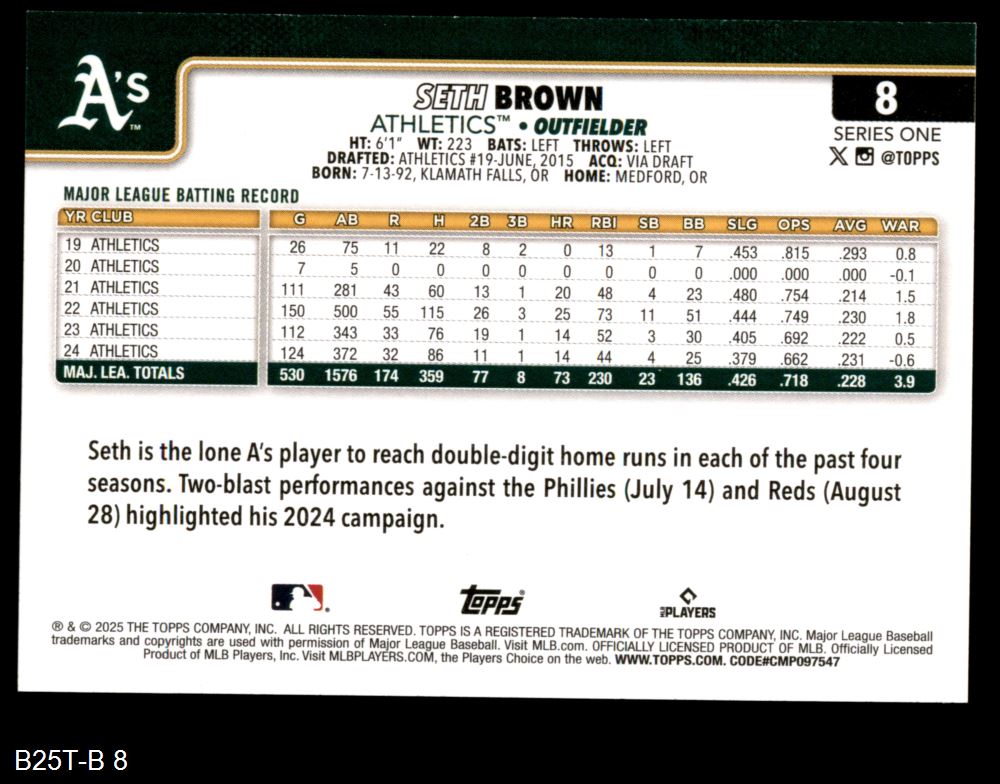 A's™
SETH BROWN
8
ATHLETICS™ • OUTFIELDER
SERIES ONE
HT: 6'1" WT: 223 BATS: LEFT THROWS: LEFT
@TOPPS
DRAFTED: ATHLETICS #19-JUNE, 2015 ACQ: VIA DRAFT
BORN: 7-13-92, KLAMATH FALLS, OR HOME: MEDFORD, OR
MAJOR LEAGUE BATTING RECORD
YR CLUB G AB R H 2B 3B HR RBI SB BB SLG OPS AVG WAR
19 ATHLETICS 26 75 11 22 8 2 0 13 1 7 .453 .815 .293 0.8
20 ATHLETICS 7 5 0 0 0 0 0 0 0 0 .000 .000 .000 -0.1
21 ATHLETICS 111 281 43 60 13 1 20 48 4 23 .480 .754 .214 1.5
22 ATHLETICS 150 500 55 115 26 3 25 73 11 51 .444 .749 .230 1.8
23 ATHLETICS 112 343 33 76 19 1 14 52 3 30 .405 .692 .222 0.5
24 ATHLETICS 124 372 32 86 11 1 14 44 4 25 .379 .662 .231 -0.6
MAJ. LEA. TOTALS 530 1576 174 359 77 8 73 230 23 136 .426 .718 .228 3.9
Seth is the lone A's player to reach double-digit home runs in each of the past four
seasons. Two-blast performances against the Phillies (July 14) and Reds (August
28) highlighted his 2024 campaign.
Topps®
MLB PLAYERS
® & © 2025 THE TOPPS COMPANY, INC. ALL RIGHTS RESERVED. TOPPS IS A REGISTERED TRADEMARK OF THE TOPPS COMPANY, INC. Major League Baseball
trademarks and copyrights are used with permission of Major League Baseball. Visit MLB.com. OFFICIALLY LICENSED PRODUCT OF MLB. Officially Licensed
Product of MLB Players, Inc. Visit MLBPLAYERS.COM, the Players Choice on the web. WWW.TOPPS.COM. CODE#CMP097547
B25T-B 8